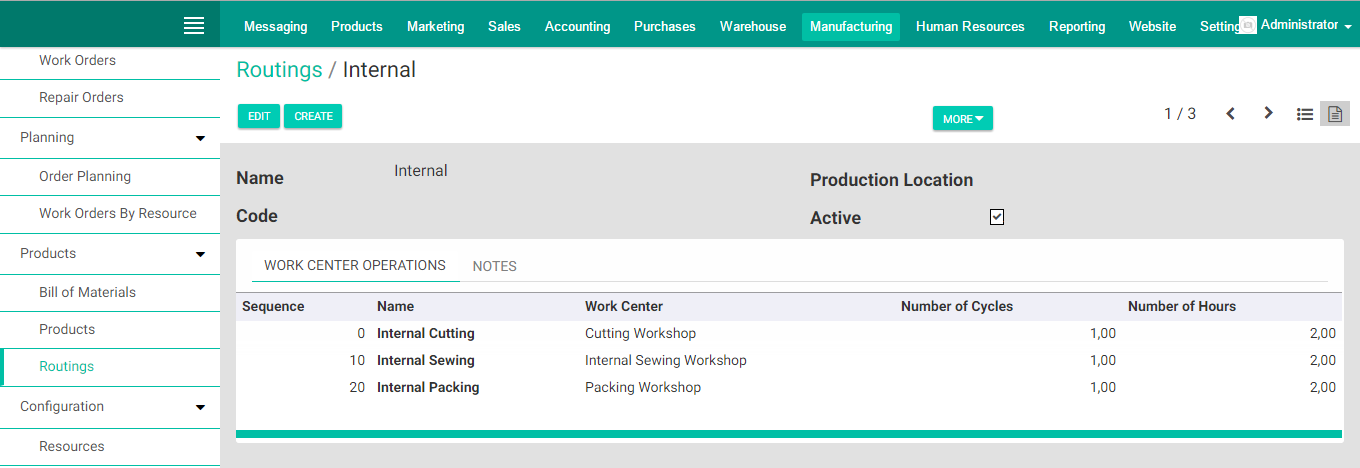 Messaging Products Marketing Sales Accounting Purchases Warehouse Manufacturing Human Resources Reporting Website Setting Administrator
Work Orders
Repair Orders
Planning
Order Planning
Work Orders By Resource
Products
Bill of Materials
Products
Routings
Configuration
Resources
Routings / Internal
EDIT CREATE MORE 1 / 3
Name Internal Production Location
Code Active
WORK CENTER OPERATIONS NOTES
Sequence Name Work Center Number of Cycles Number of Hours
0 Internal Cutting Cutting Workshop 1,00 2,00
10 Internal Sewing Internal Sewing Workshop 1,00 2,00
20 Internal Packing Packing Workshop 1,00 2,00